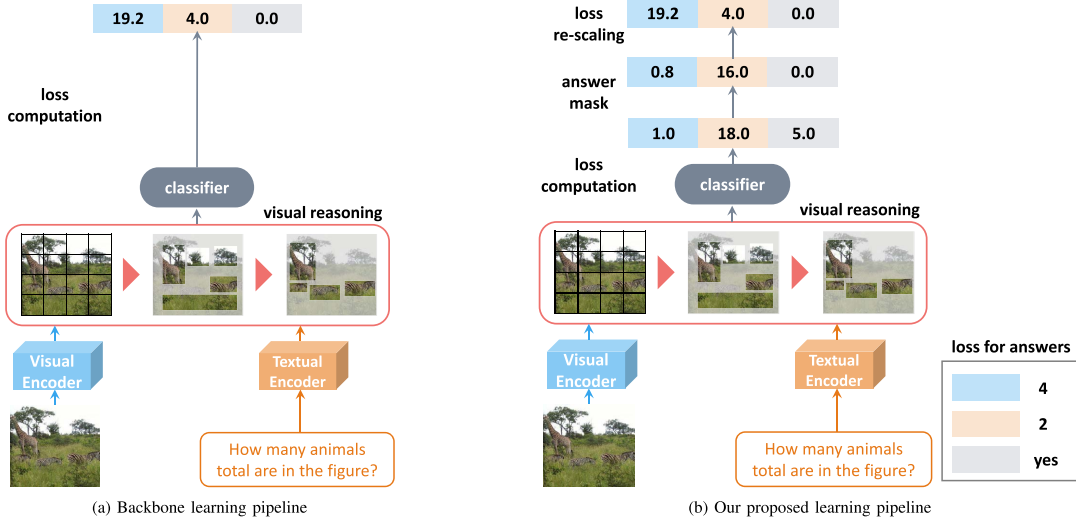 19.2 4.0 0.0
loss
computation
classifier
visual reasoning
Visual
Encoder
Textual
Encoder
How many animals
total are in the figure?
(a) Backbone learning pipeline
loss
re-scaling
19.2 4.0 0.0
answer
mask
0.8 16.0 0.0
1.0 18.0 5.0
loss
computation
classifier
visual reasoning
Visual
Encoder
Textual
Encoder
How many animals
total are in the figure?
loss for answers
4
2
yes
(b) Our proposed learning pipeline